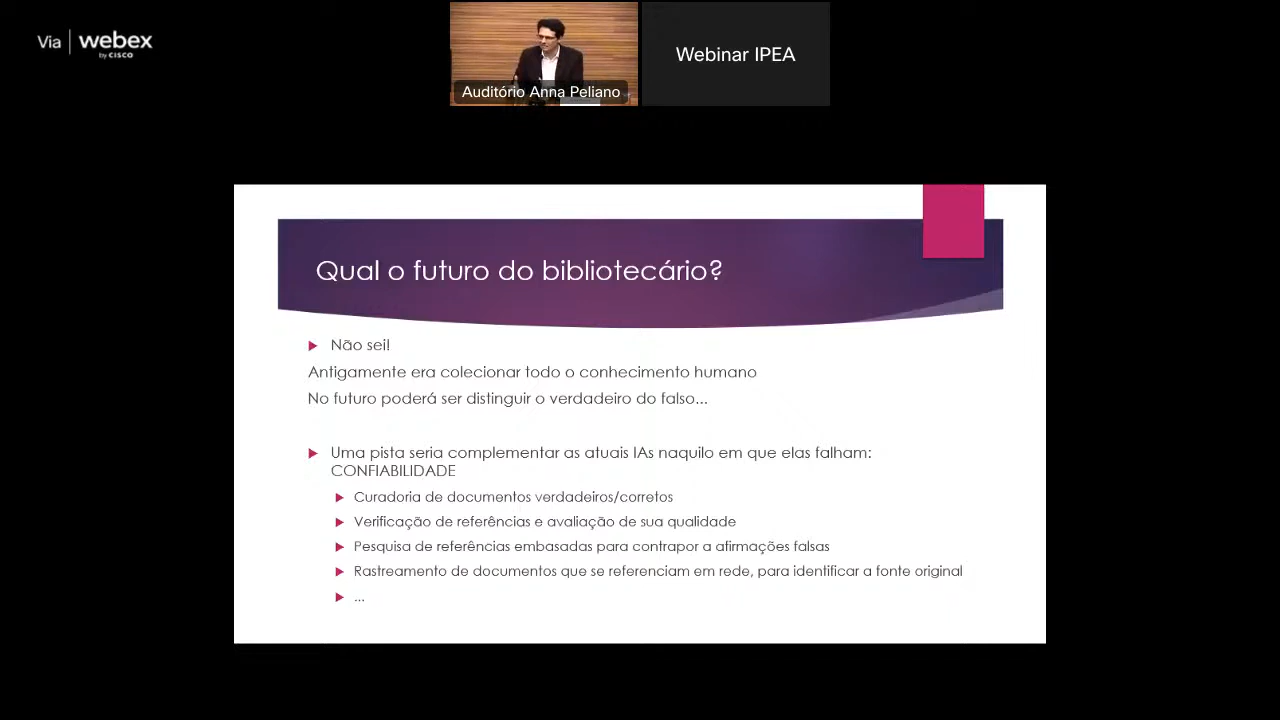 Via webex
by CISCO
Auditório Anna Peliano
Webinar IPEA
Qual o futuro do bibliotecário?
Não sei!
Antigamente era colecionar todo o conhecimento humano
No futuro poderá ser distinguir o verdadeiro do falso...
Uma pista seria complementar as atuais IAs naquilo em que elas falham:
CONFIABILIDADE
Curadoria de documentos verdadeiros/corretos
Verificação de referências e avaliação de sua qualidade
Pesquisa de referências embasadas para contrapor a afirmações falsas
Rastreamento de documentos que se referenciam em rede, para identificar a fonte original
...